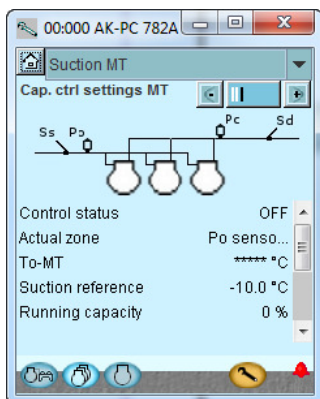 00:000 AK-PC 782A
Suction MT
Cap. ctrl settings MT
Pc Sd
Ss Po
Control status OFF
Actual zone Po senso...
To-MT ***** °C
Suction reference -10.0 °C
Running capacity 0 %